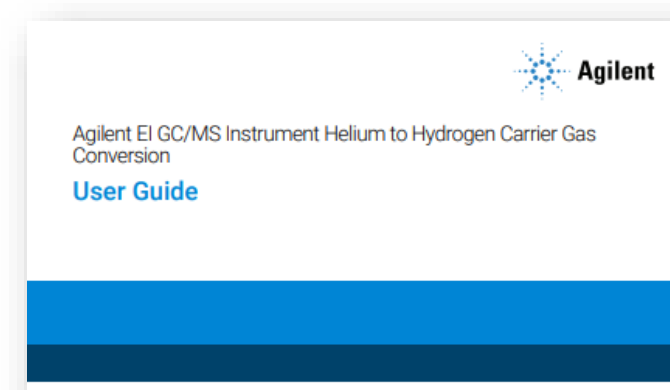 Agilent
Agilent EI GC/MS Instrument Helium to Hydrogen Carrier Gas
Conversion
User Guide